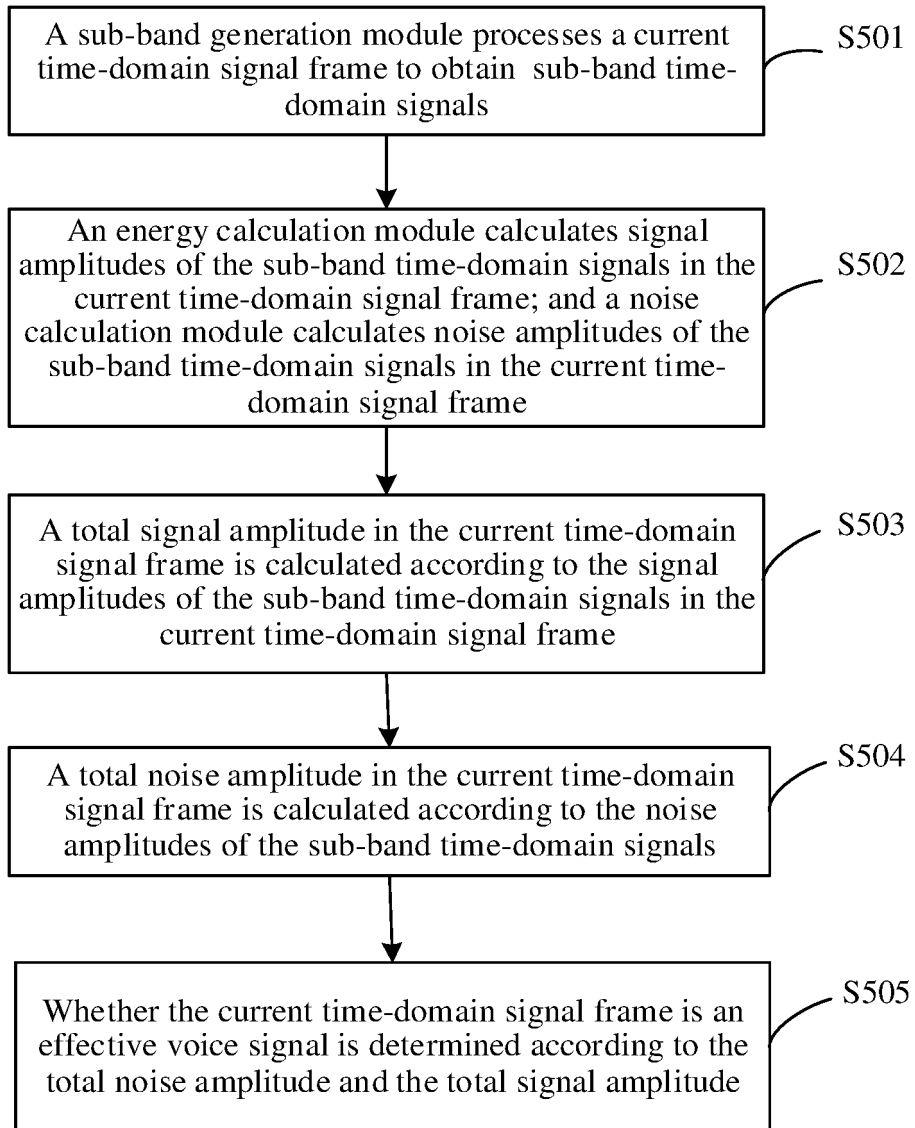 A sub-band generation module processes a current
time-domain signal frame to obtain sub-band time-
domain signals
S501
An energy calculation module calculates signal
amplitudes of the sub-band time-domain signals in the
current time-domain signal frame; and a noise
calculation module calculates noise amplitudes of the
sub-band time-domain signals in the current time-
domain signal frame
S502
A total signal amplitude in the current time-domain
signal frame is calculated according to the signal
amplitudes of the sub-band time-domain signals in the
current time-domain signal frame
S503
A total noise amplitude in the current time-domain
signal frame is calculated according to the noise
amplitudes of the sub-band time-domain signals
S504
Whether the current time-domain signal frame is an
effective voice signal is determined according to the
total noise amplitude and the total signal amplitude
S505